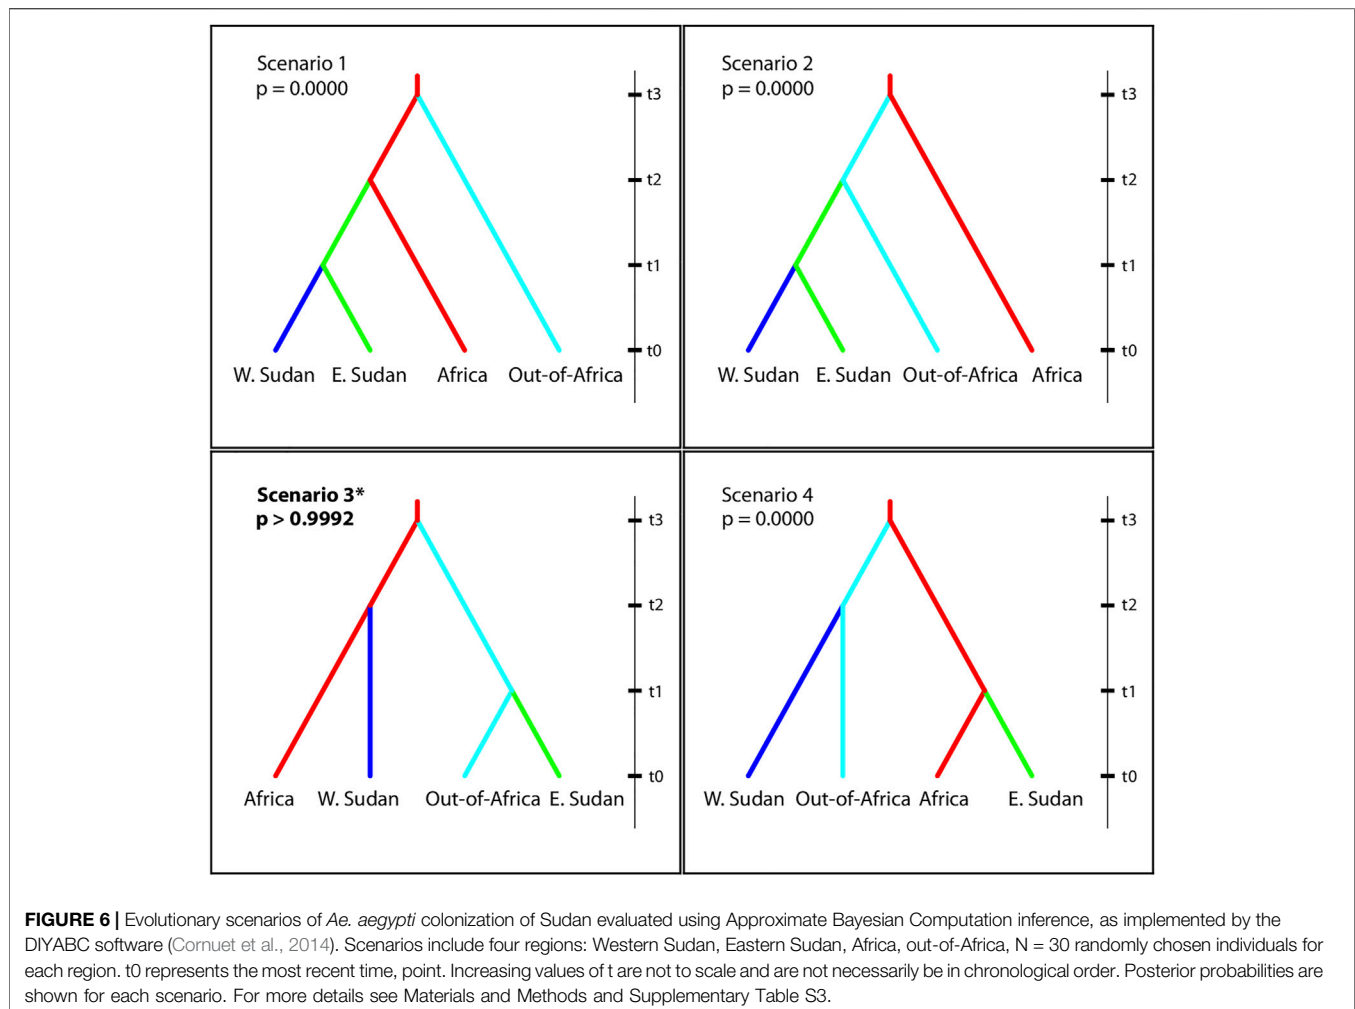 Scenario 1
p = 0.0000
t3
t2
t1
t0
W. Sudan E. Sudan Africa Out-of-Africa
Scenario 2
p = 0.0000
t3
t2
t1
t0
W. Sudan E. Sudan Out-of-Africa Africa
Scenario 3*
p > 0.9992
t3
t2
t1
t0
Africa W. Sudan Out-of-Africa E. Sudan
Scenario 4
p = 0.0000
t3
t2
t1
t0
W. Sudan Out-of-Africa Africa E. Sudan
FIGURE 6 | Evolutionary scenarios of Ae. aegypti colonization of Sudan evaluated using Approximate Bayesian Computation inference, as implemented by the
DIYABC software (Cornuet et al., 2014). Scenarios include four regions: Western Sudan, Eastern Sudan, Africa, out-of-Africa, N = 30 randomly chosen individuals for
each region. t0 represents the most recent time, point. Increasing values of t are not to scale and are not necessarily be in chronological order. Posterior probabilities are
shown for each scenario. For more details see Materials and Methods and Supplementary Table S3.